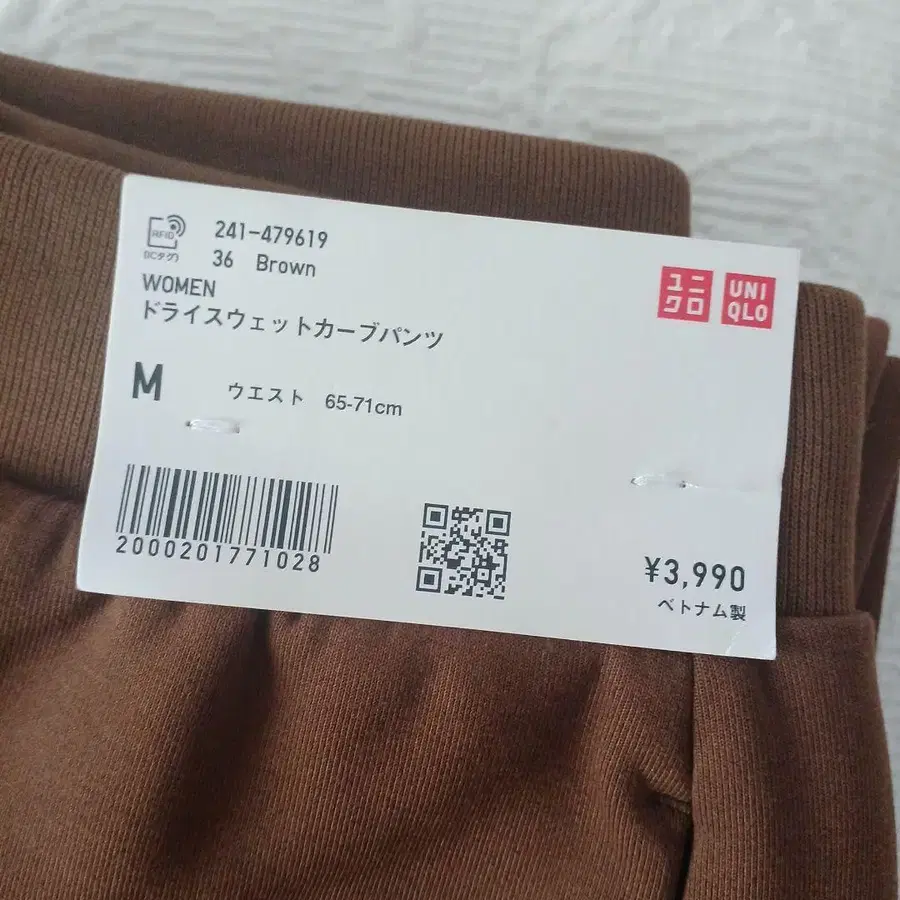 RFID
(ICタグ)
241-479619
36 Brown
WOMEN
ドライスウェットカーブパンツ
M ウエスト 65-71cm
2000201771028
ユニクロ
UNIQLO
¥3,990
ベトナム製